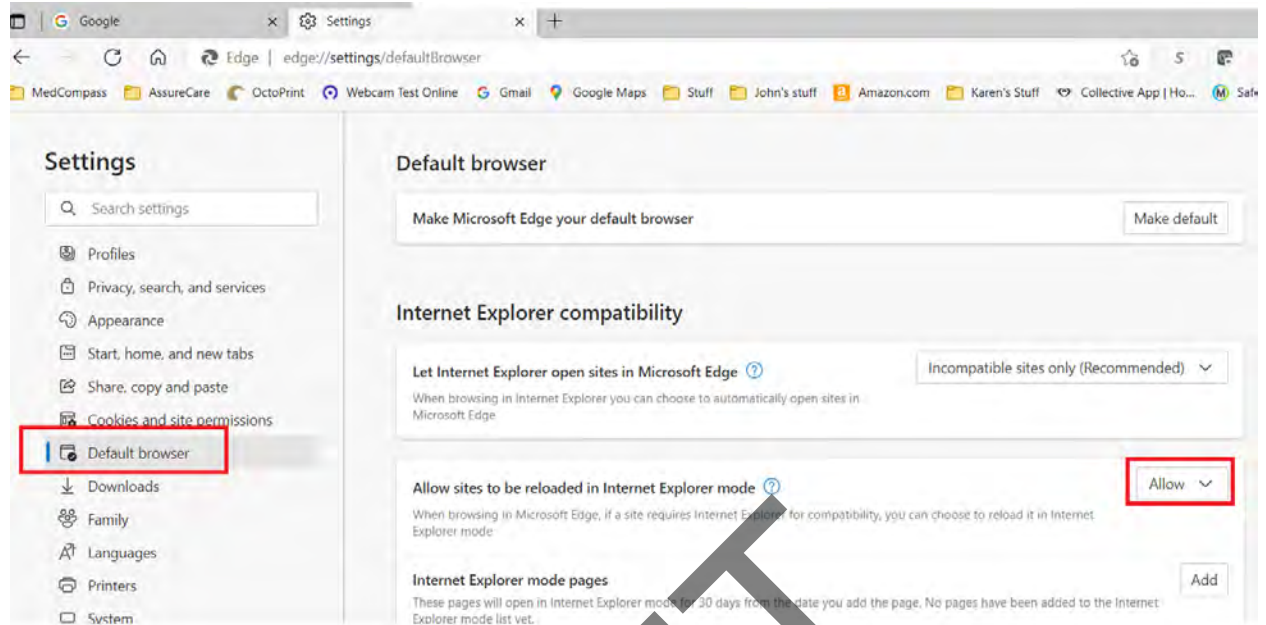 Google
Settings
Edge | edge://settings/defaultBrowser
MedCompass AssureCare OctoPrint Webcam Test Online Gmail Google Maps Stuff John's stuff Amazon.com Karen's Stuff Collective App | Ho...
Settings
Search settings
Profiles
Privacy, search, and services
Appearance
Start, home, and new tabs
Share, copy and paste
Cookies and site permissions
Default browser
Downloads
Family
Languages
Printers
System
Default browser
Make Microsoft Edge your default browser
Make default
Internet Explorer compatibility
Let Internet Explorer open sites in Microsoft Edge
Incompatible sites only (Recommended)
When browsing in Internet Explorer you can choose to automatically open sites in
Microsoft Edge
Allow sites to be reloaded in Internet Explorer mode
Allow
When browsing in Microsoft Edge, if a site requires Internet Explorer for compatibility, you can choose to reload it in Internet
Explorer mode
Internet Explorer mode pages
Add
These pages will open in Internet Explorer mode for 30 days from the date you add the page. No pages have been added to the Internet
Explorer mode list yet.